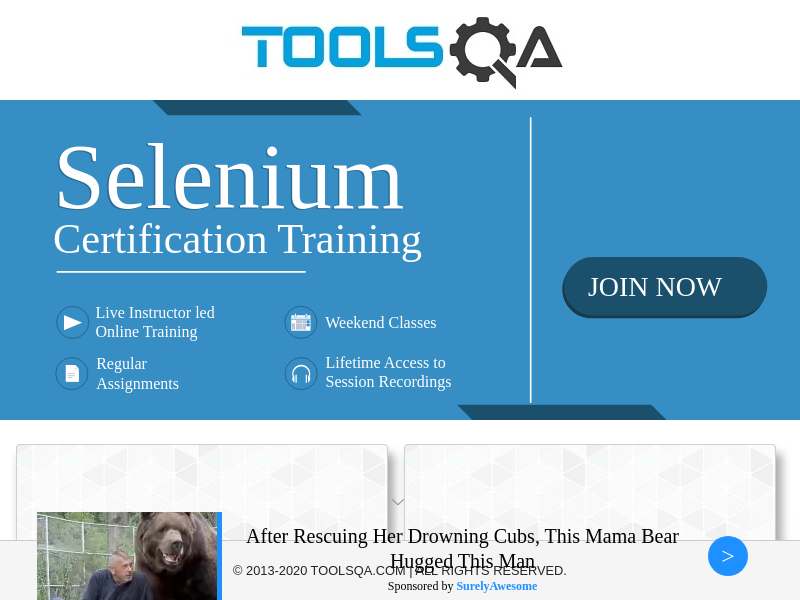 TOOLSQA
Selenium
Certification Training
Live Instructor led
Online Training
Weekend Classes
Regular
Assignments
Lifetime Access to
Session Recordings
JOIN NOW
After Rescuing Her Drowning Cubs, This Mama Bear
Hugged This Man
© 2013-2020 TOOLSQA.COM | ALL RIGHTS RESERVED.
Sponsored by SurelyAwesome
>